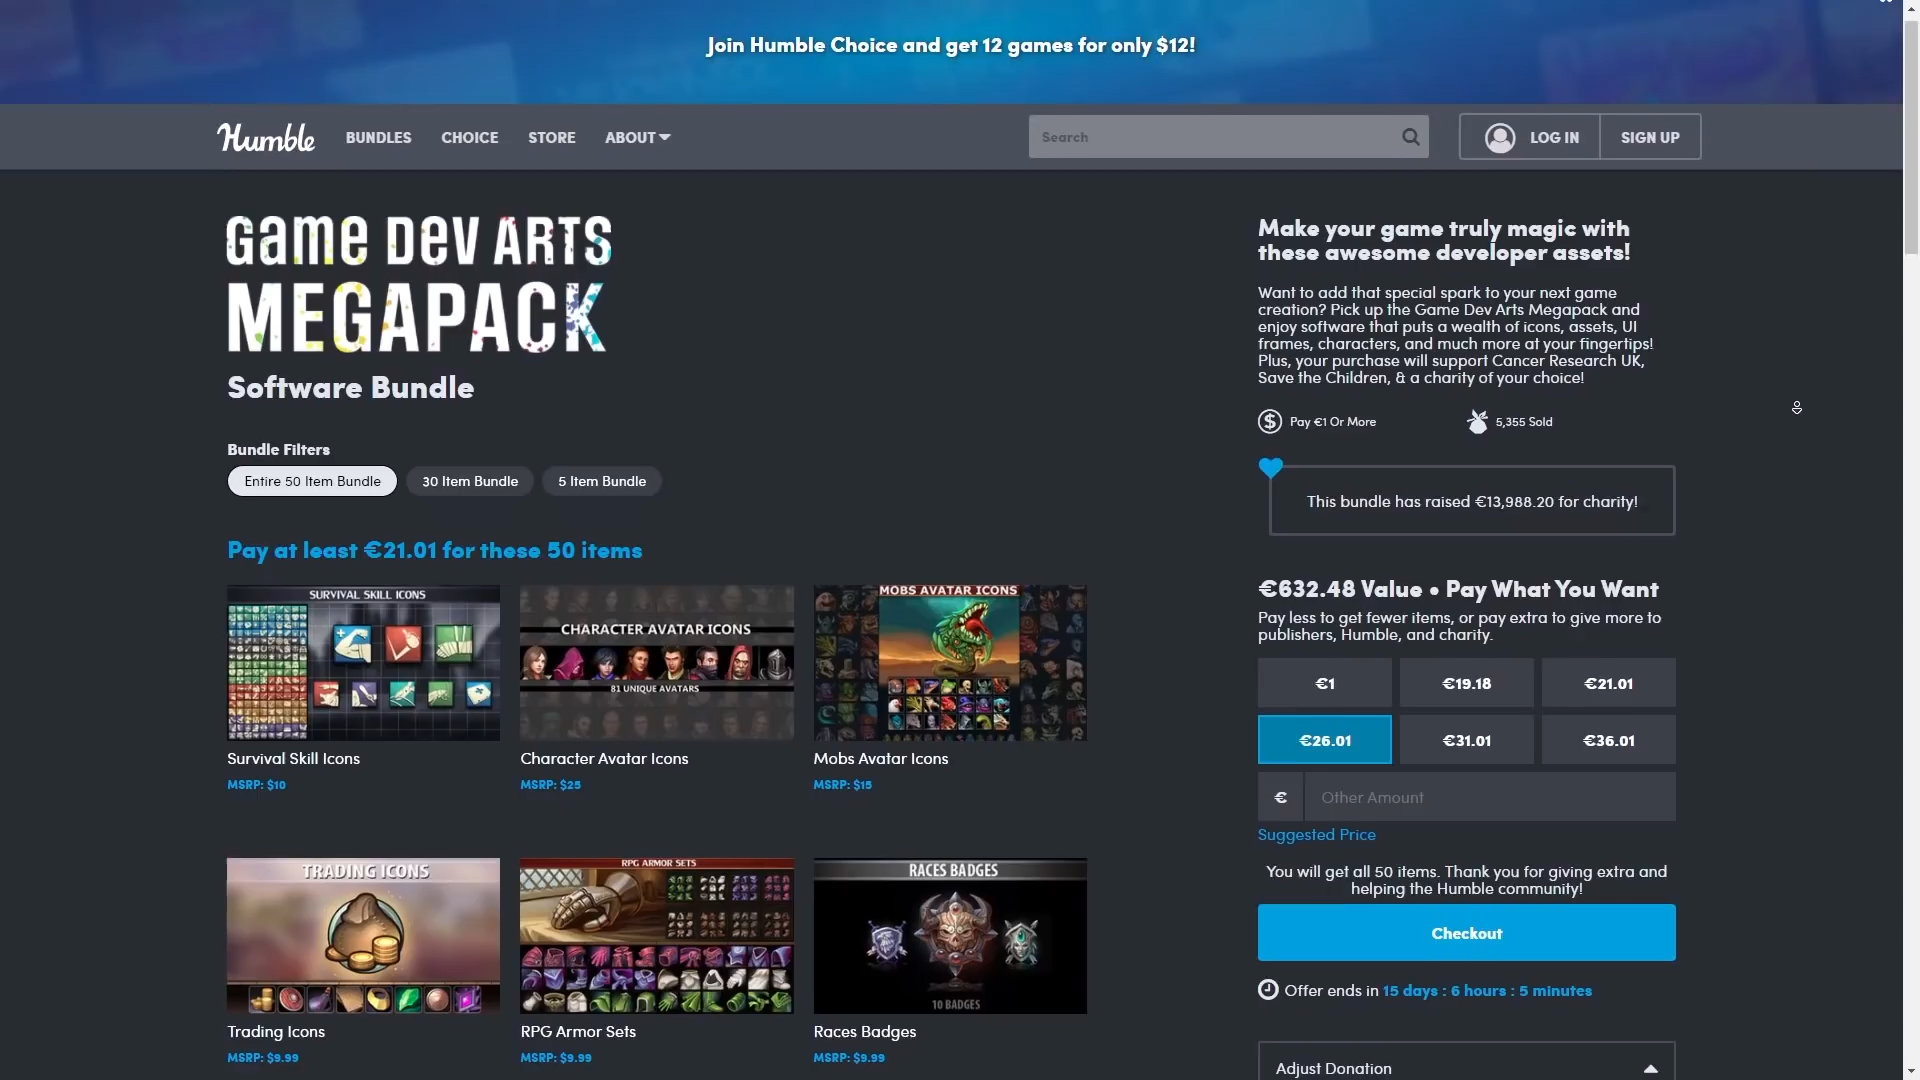 Join Humble Choice and get 12 games for only $12!
Humble
BUNDLES
CHOICE
STORE
ABOUT
Search
LOG IN
SIGN UP
Game Dev ARTS
MEGAPACK
Software Bundle
Bundle Filters
Entire 50 Item Bundle
30 Item Bundle
5 Item Bundle
Pay at least €21.01 for these 50 items
SURVIVAL SKILL ICONS
Survival Skill Icons
MSRP: $10
CHARACTER AVATAR ICONS
81 UNIQUE AVATARS
Character Avatar Icons
MSRP: $25
MOBS AVATAR ICONS
Mobs Avatar Icons
MSRP: $15
TRADING ICONS
Trading Icons
MSRP: $9.99
RPG ARMOR SETS
RPG Armor Sets
MSRP: $9.99
RACES BADGES
10 BADGES
Races Badges
MSRP: $9.99
Make your game truly magic with
these awesome developer assets!
Want to add that special spark to your next game
creation? Pick up the Game Dev Arts Megapack and
enjoy software that puts a wealth of icons, assets, UI
frames, characters, and much more at your fingertips!
Plus, your purchase will support Cancer Research UK,
Save the Children, & a charity of your choice!
Pay €1 Or More
5,355 Sold
This bundle has raised €13,988.20 for charity!
€632.48 Value • Pay What You Want
Pay less to get fewer items, or pay extra to give more to
publishers, Humble, and charity.
€1
€19.18
€21.01
€26.01
€31.01
€36.01
€
Other Amount
Suggested Price
You will get all 50 items. Thank you for giving extra and
helping the Humble community!
Checkout
Offer ends in 15 days : 6 hours : 5 minutes
Adjust Donation